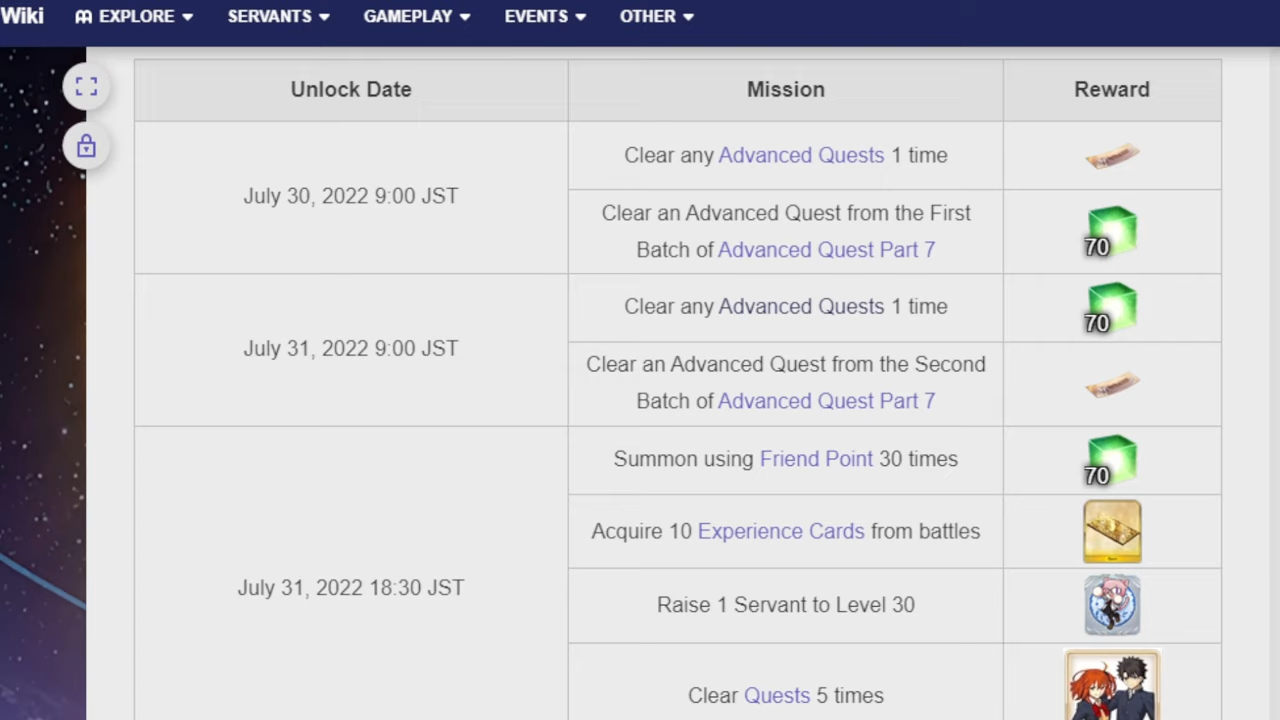 Wiki EXPLORE SERVANTS GAMEPLAY EVENTS OTHER
Unlock Date Mission Reward
July 30, 2022 9:00 JST
Clear any Advanced Quests 1 time
Clear an Advanced Quest from the First
Batch of Advanced Quest Part 7
70
July 31, 2022 9:00 JST
Clear any Advanced Quests 1 time
70
Clear an Advanced Quest from the Second
Batch of Advanced Quest Part 7
July 31, 2022 18:30 JST
Summon using Friend Point 30 times
70
Acquire 10 Experience Cards from battles
Raise 1 Servant to Level 30
Clear Quests 5 times